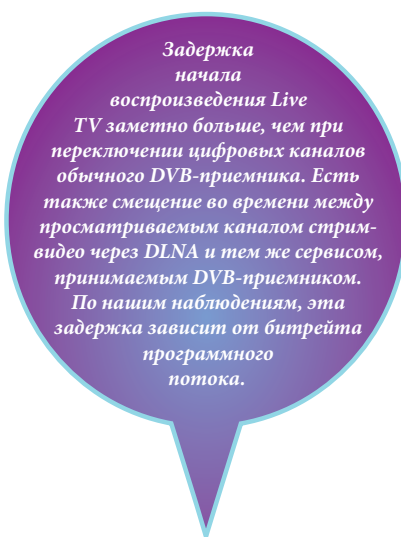 Задержка
начала
воспроизведения Live
TV заметно больше, чем при
переключении цифровых каналов
обычного DVB-приемника. Есть
также смещение во времени между
просматриваемым каналом стрим-
видео через DLNA и тем же сервисом,
принимаемым DVB-приемником.
По нашим наблюдениям, эта
задержка зависит от битрейта
программного
потока.